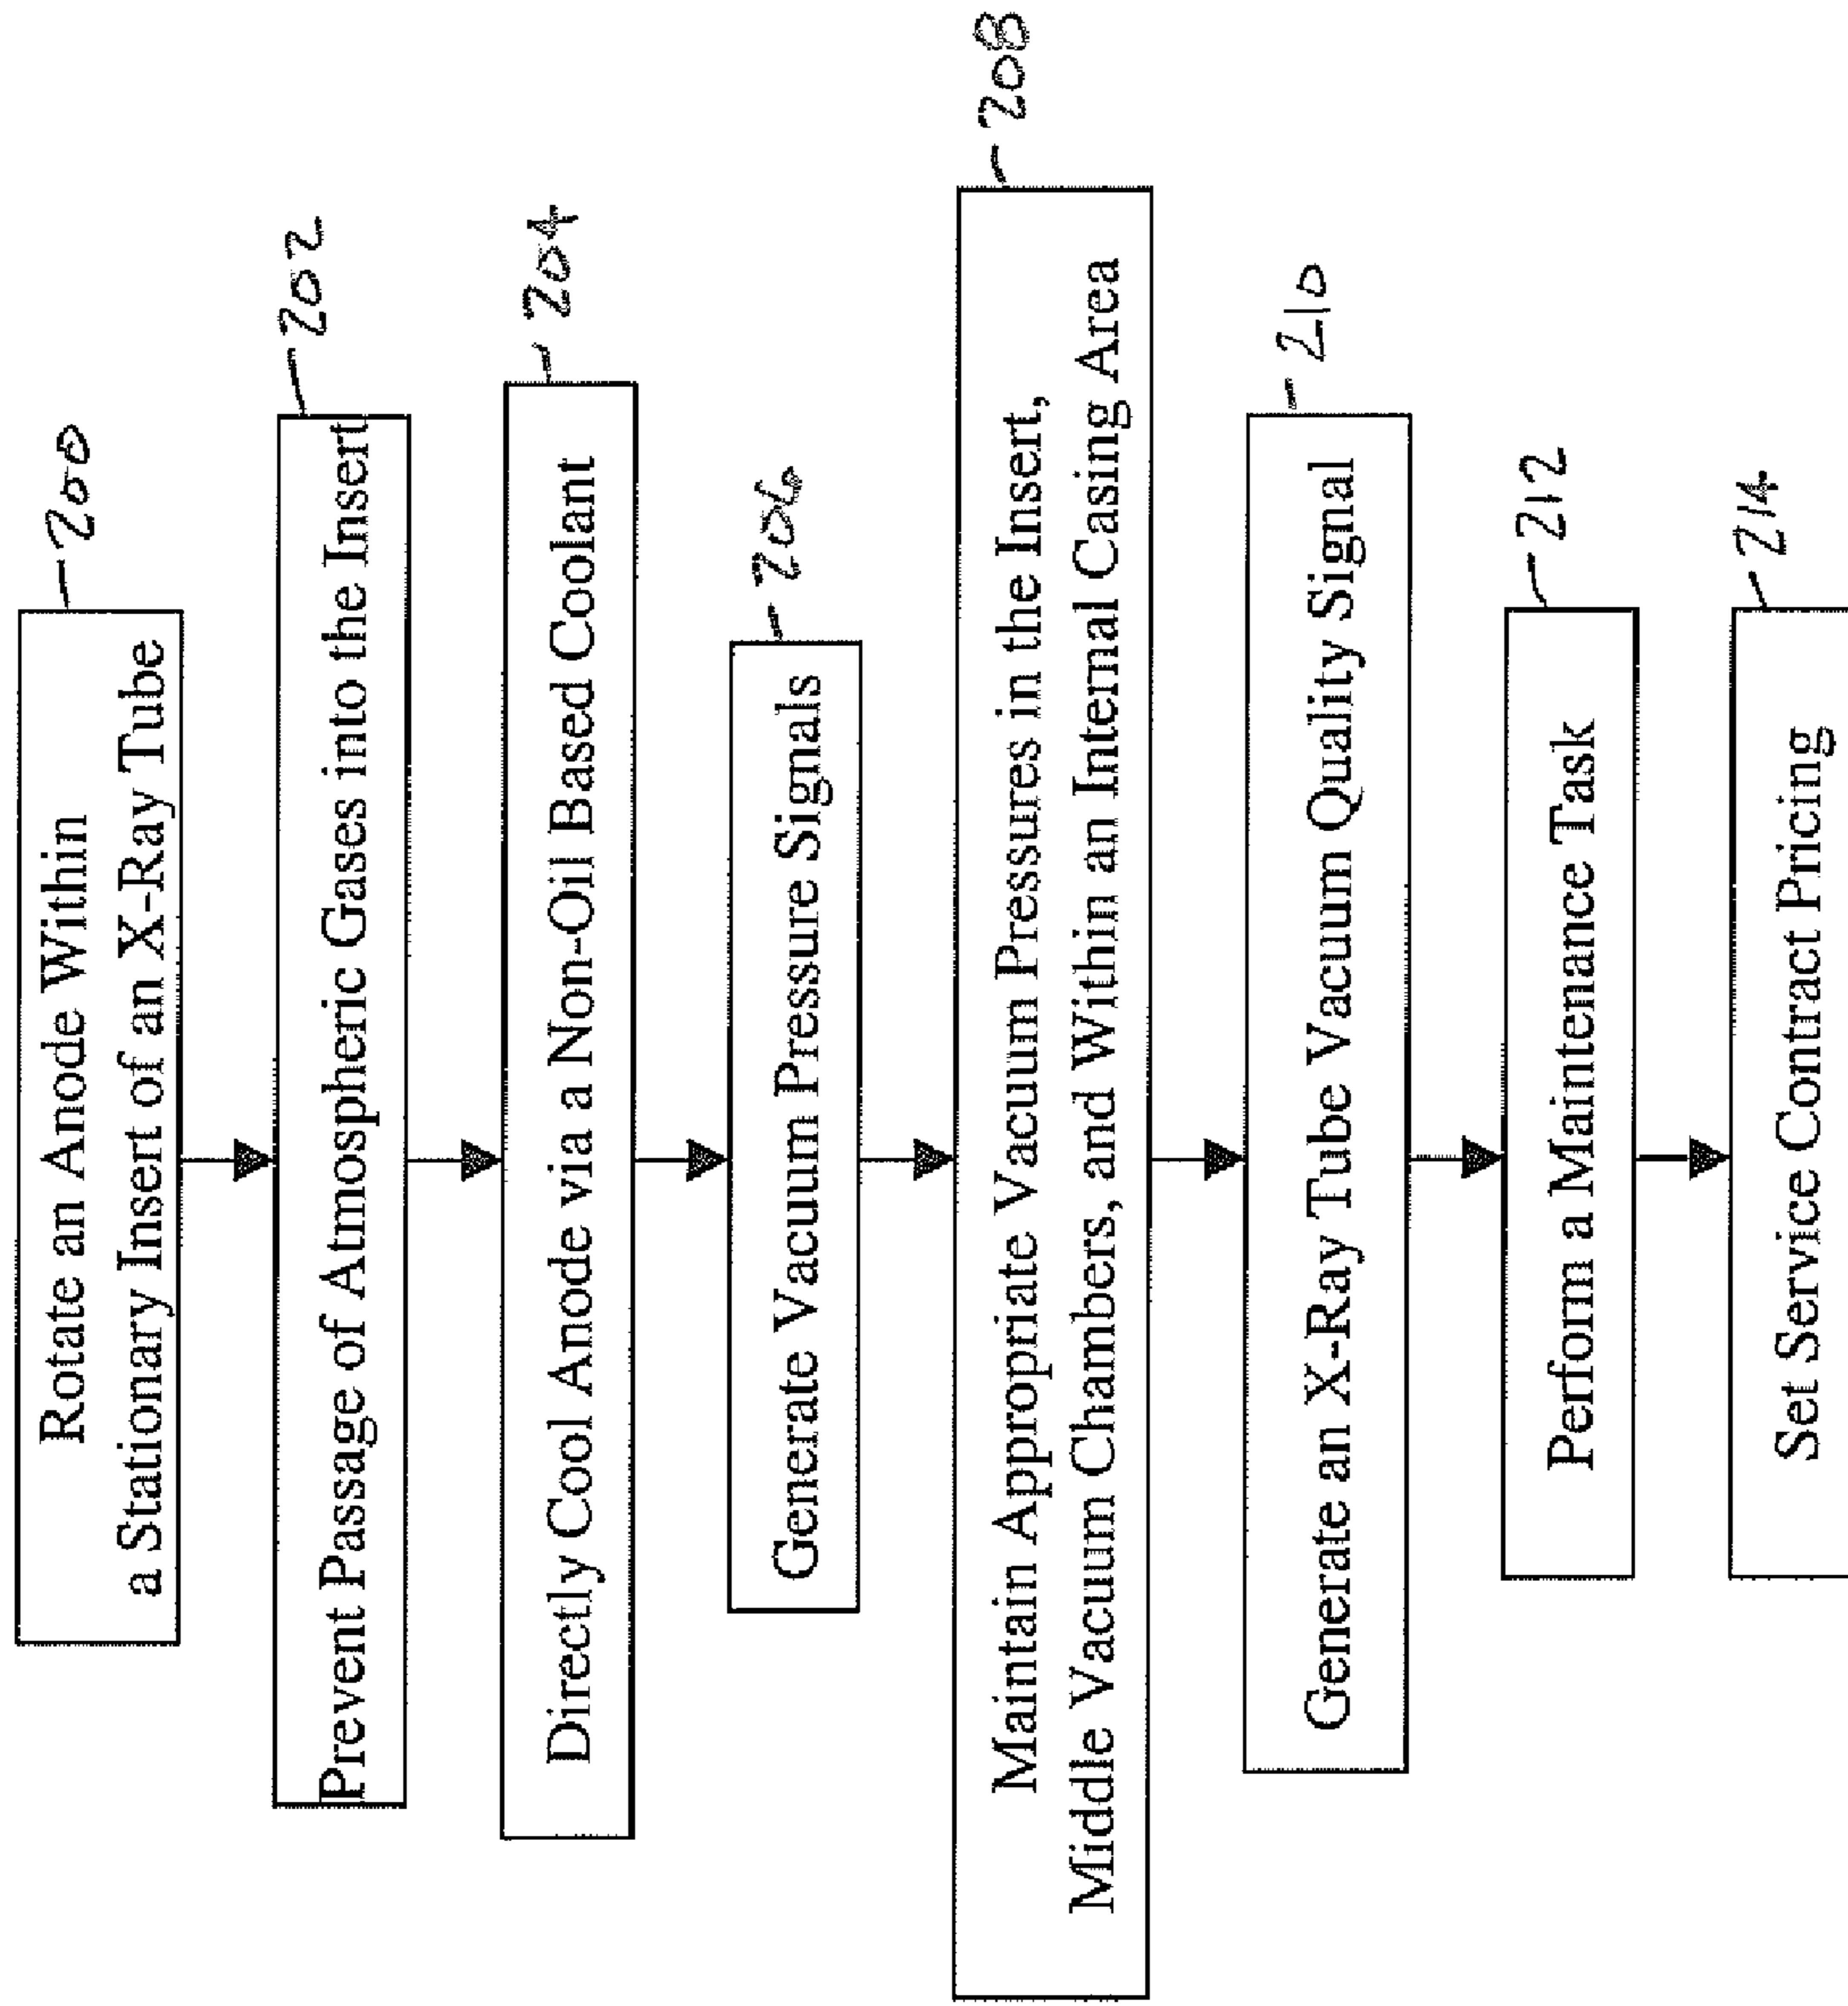 Rotate an Anode Within
a Stationary Insert of an X-Ray Tube
200
Prevent Passage of Atmospheric Gases into the Insert
202
Directly Cool Anode via a Non-Oil Based Coolant
204
Generate Vacuum Pressure Signals
206
Maintain Appropriate Vacuum Pressures in the Insert,
Middle Vacuum Chambers, and Within an Internal Casing Area
208
Generate an X-Ray Tube Vacuum Quality Signal
210
Perform a Maintenance Task
212
Set Service Contract Pricing
214